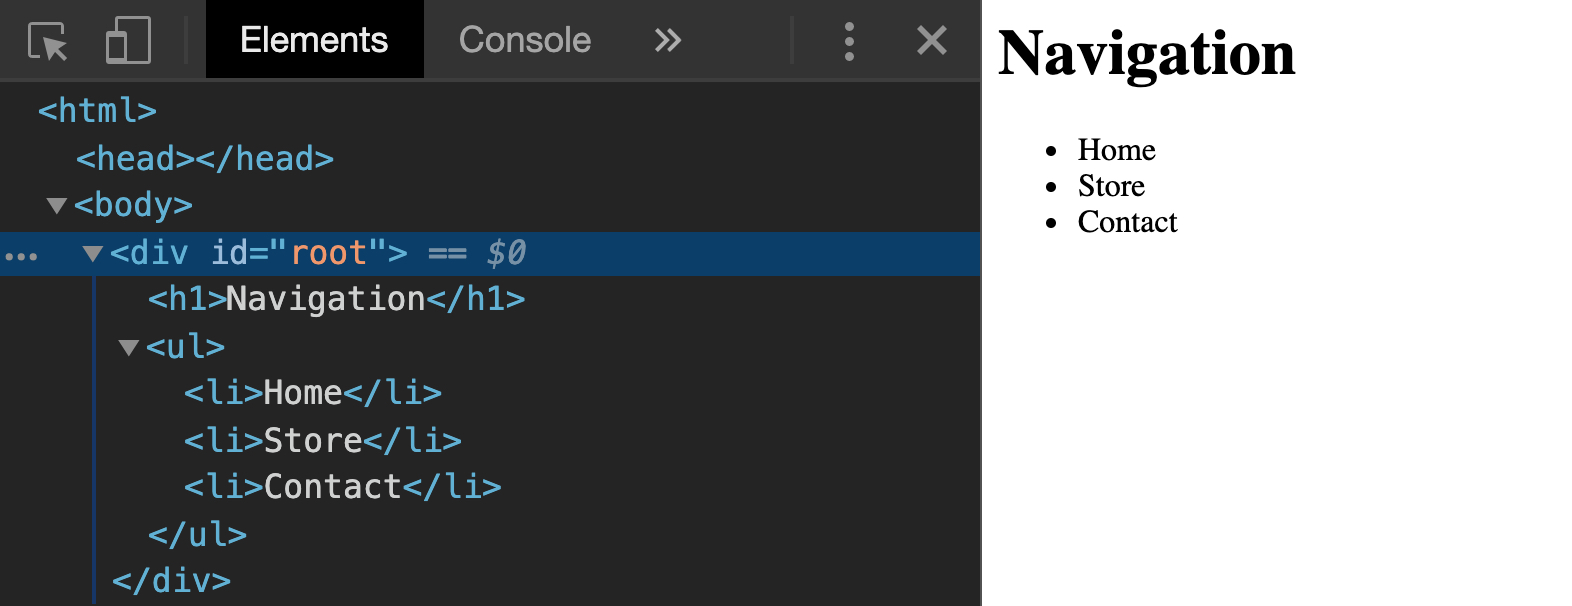 Elements Console
<html>
<head></head>
<body>
<div id="root"> == $0
<h1>Navigation</h1>
<ul>
<li>Home</li>
<li>Store</li>
<li>Contact</li>
</ul>
</div>
Navigation
• Home
• Store
• Contact